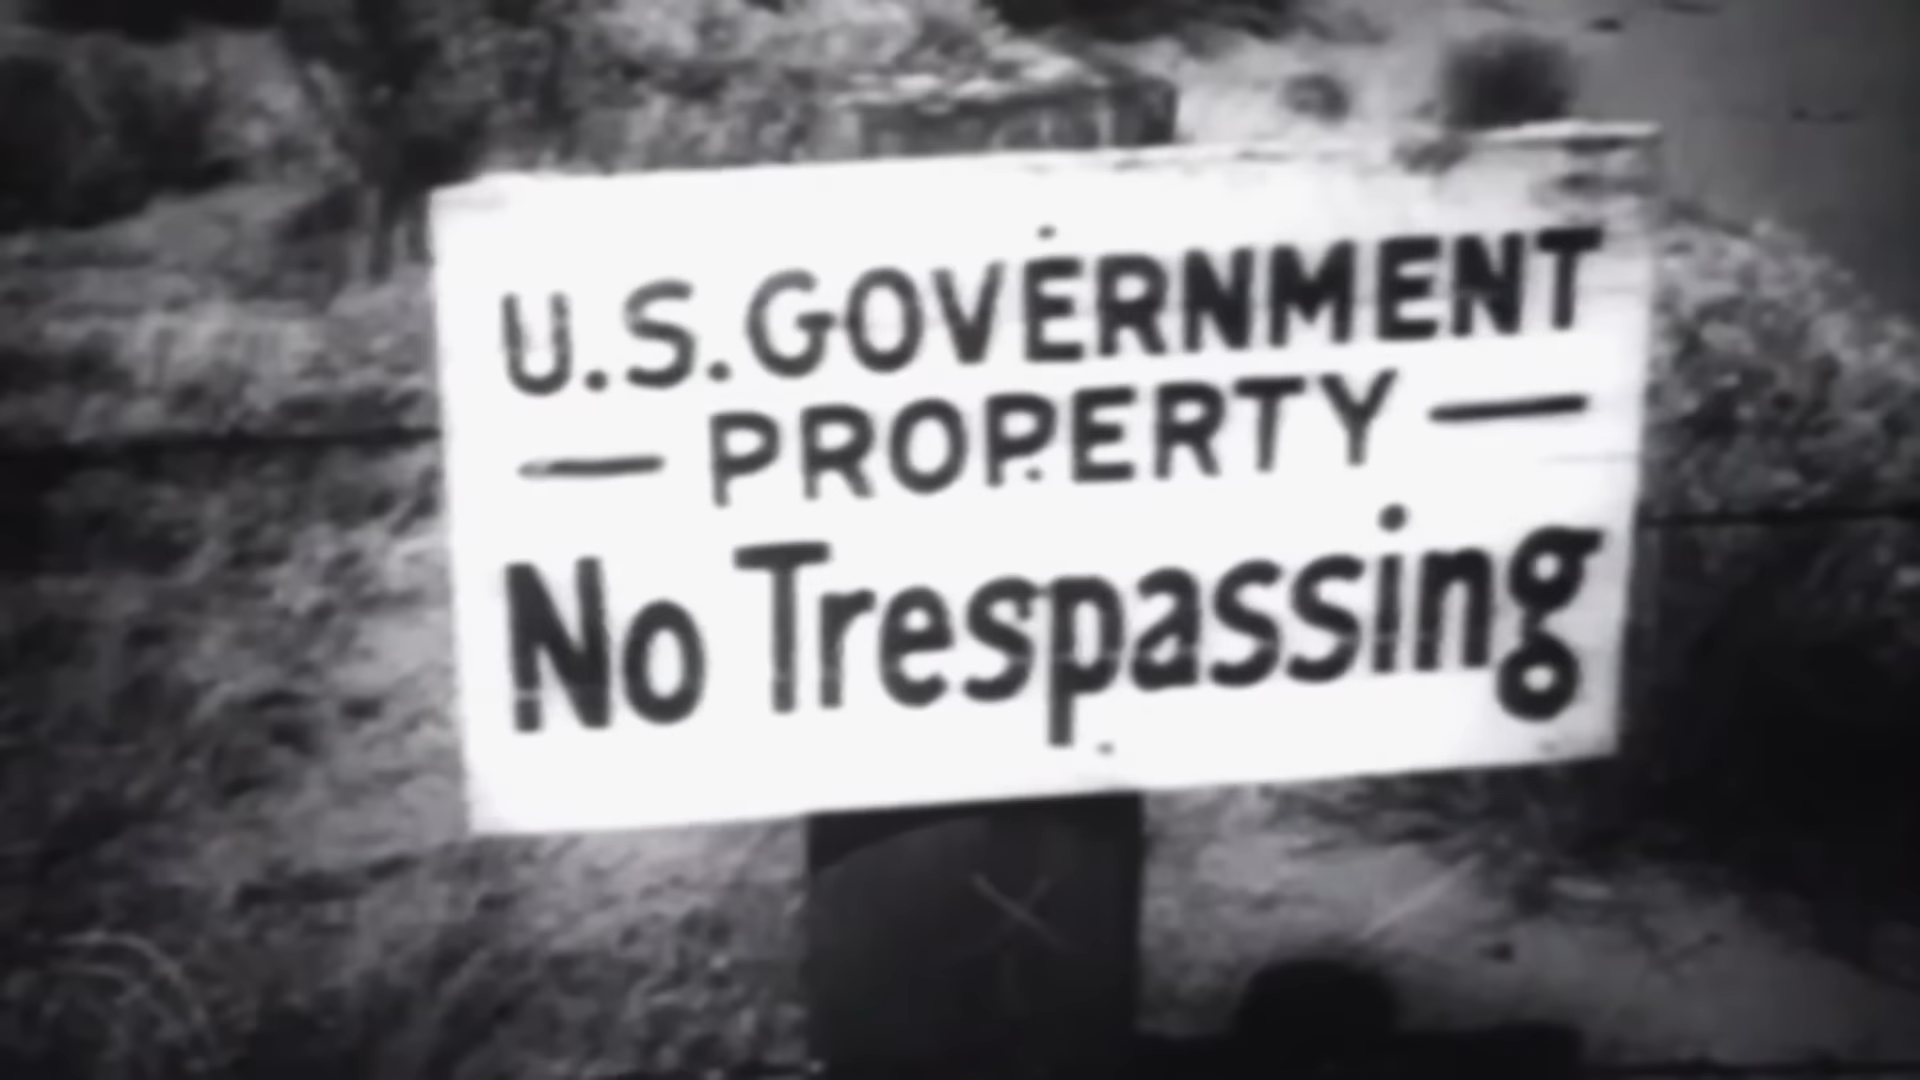 U.S. GOVERNMENT
— PROPERTY —
No Trespassing